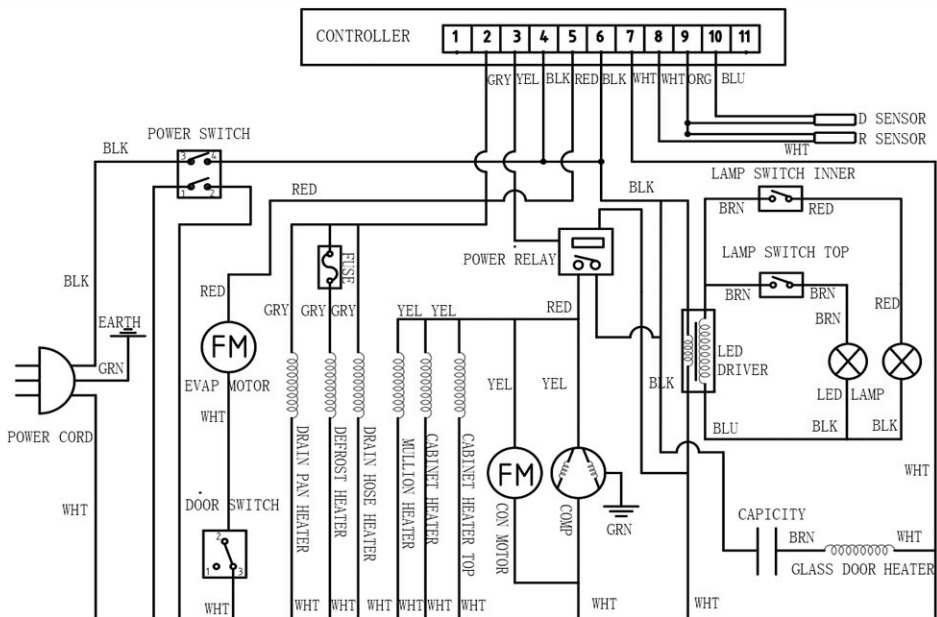 CONTROLLER
1 2 3 4 5 6 7 8 9 10 11
GRY YEL BLK RED BLK WHT WHT ORG BLU
D SENSOR
R SENSOR
WHT
POWER SWITCH
BLK
3 4
1 2
RED
BLK
LAMP SWITCH INNER
BRN RED
LAMP SWITCH TOP
BRN BRN
POWER RELAY
FUSE
BLK
RED
GRY GRY GRY
YEL YEL
RED
BRN
RED
EARTH
GRN
FM
EVAP MOTOR
LED
DRIVER
LED LAMP
YEL YEL
BLK
WHT
POWER CORD
BLU BLK BLK
DRAIN PAN HEATER
DEFROST HEATER
DRAIN HOSE HEATER
MULLION HEATER
CABINET HEATER
CABINET HEATER TOP
FM
CON MOTOR
COMP
GRN
WHT
WHT
DOOR SWITCH
2
1 3
CAPICITY
BRN WHT
GLASS DOOR HEATER
WHT WHT WHT WHT WHT WHT WHT WHT WHT